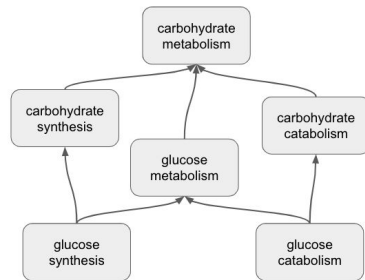 carbohydrate
metabolism
carbohydrate
synthesis
carbohydrate
catabolism
glucose
metabolism
glucose
synthesis
glucose
catabolism